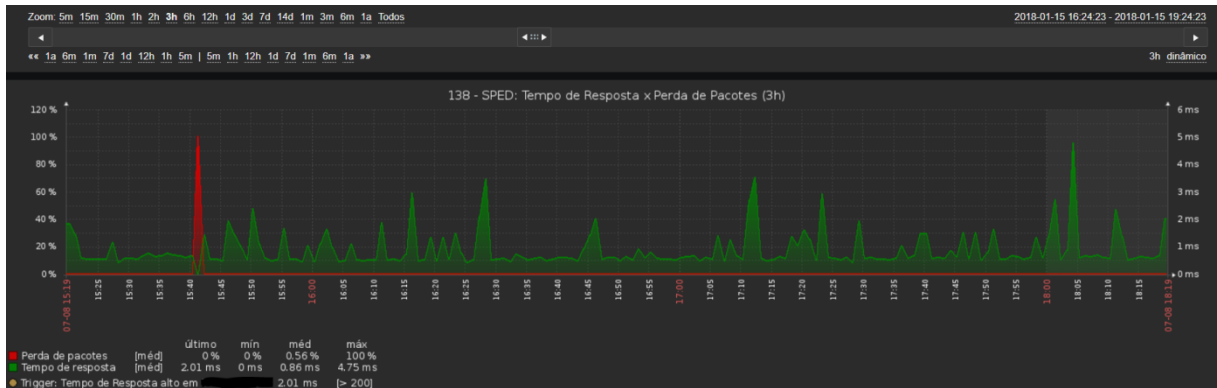 Zoom: 5m 15m 30m 1h 2h 3h 6h 12h 1d 3d 7d 14d 1m 3m 6m 1a Todos 2018-01-15 16:24:23 - 2018-01-15 19:24:23
«« 1a 6m 1m 7d 1d 12h 1h 5m | 5m 1h 12h 1d 7d 1m 6m 1a »» 3h dinâmico
138 - SPED: Tempo de Resposta x Perda de Pacotes (3h)
120 % 6 ms
100 % 5 ms
80 % 4 ms
60 % 3 ms
40 % 2 ms
20 % 1 ms
0 % 0 ms
07-08 15:19 15:25 15:30 15:35 15:40 15:45 15:50 15:55 16:00 16:05 16:10 16:15 16:20 16:25 16:30 16:35 16:40 16:45 16:50 16:55 17:00 17:05 17:10 17:15 17:20 17:25 17:30 17:35 17:40 17:45 17:50 17:55 18:00 18:05 18:10 18:15 07-08 18:19
último mín méd máx
Perda de pacotes [méd] 0 % 0 % 0.56 % 100 %
Tempo de resposta [méd] 2.01 ms 0 ms 0.86 ms 4.75 ms
Trigger: Tempo de Resposta alto em 2.01 ms [> 200]